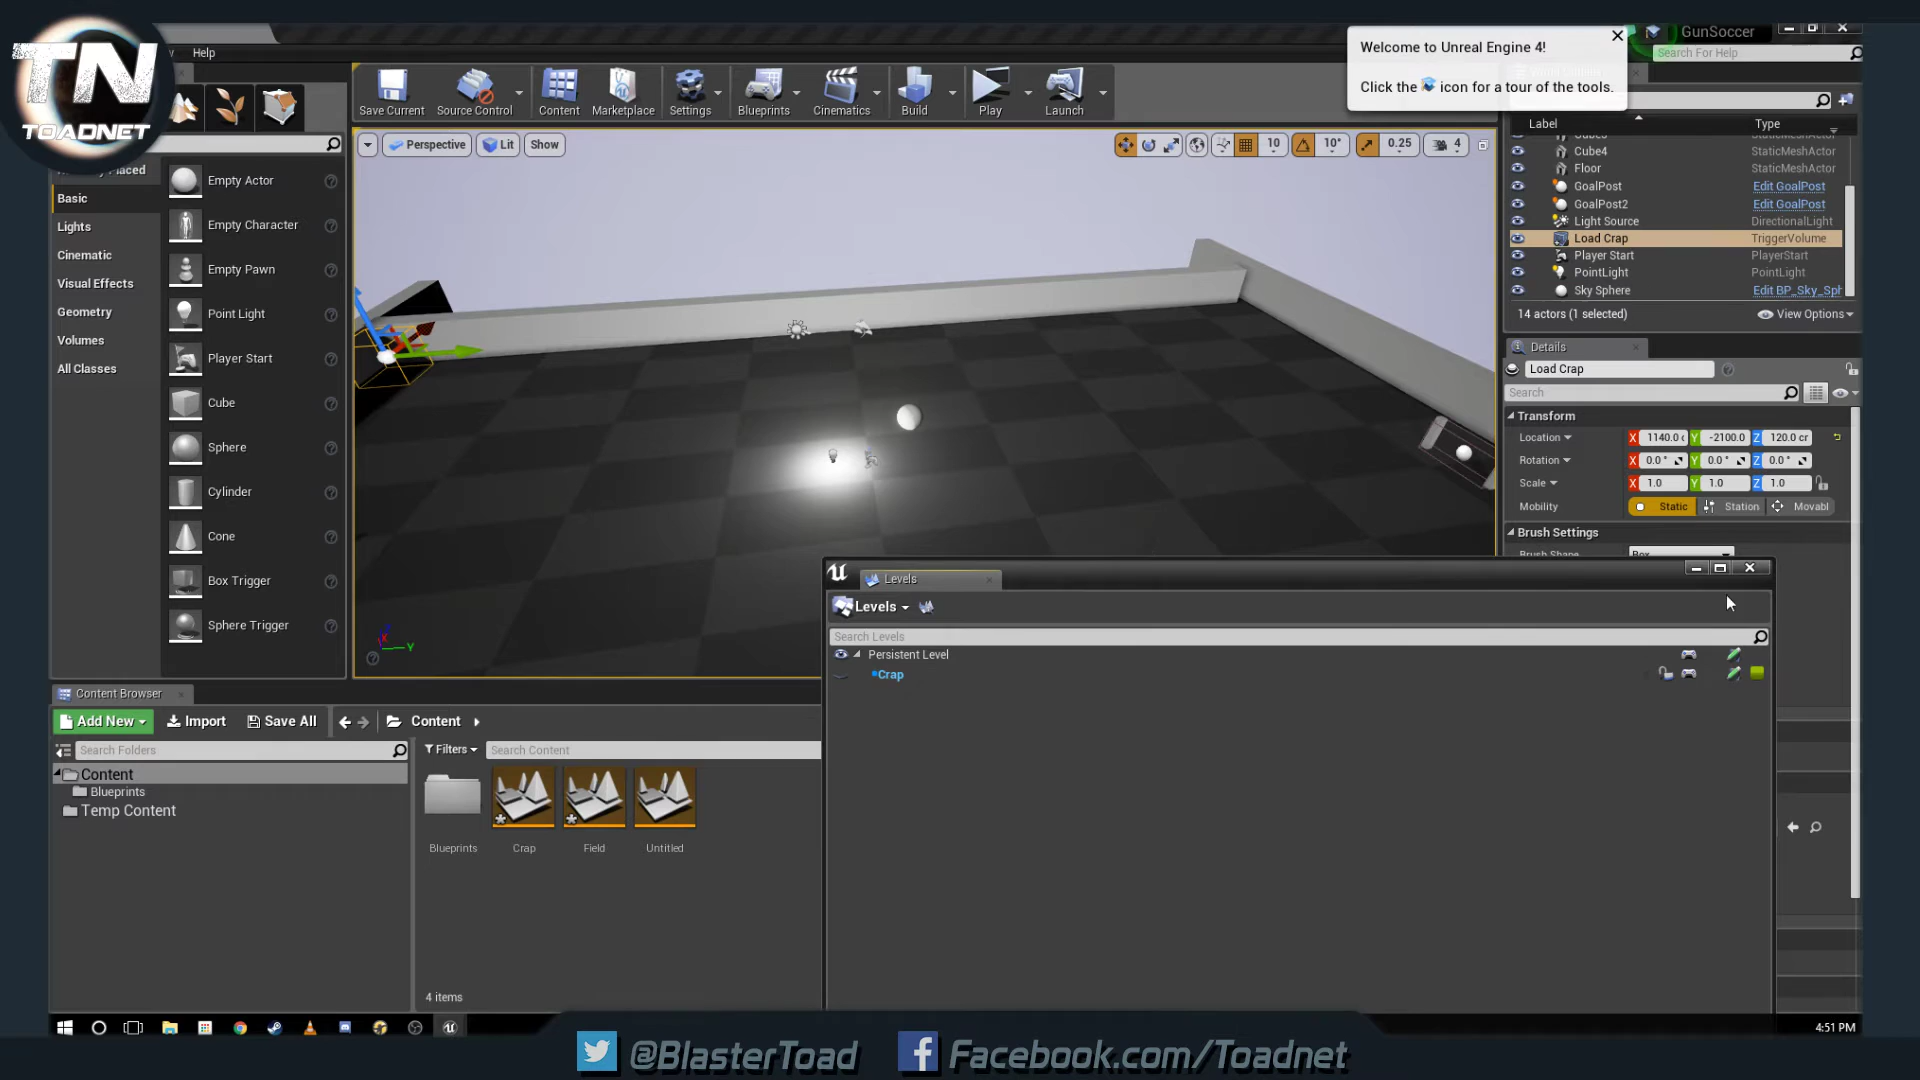 TN
TOADNET
Help
GunSoccer
Search For Help
Welcome to Unreal Engine 4!
Click the icon for a tour of the tools.
Save Current
Source Control
Content
Marketplace
Settings
Blueprints
Cinematics
Build
Play
Launch
Perspective
Lit
Show
10
10°
0.25
4
Placed
Basic
Lights
Cinematic
Visual Effects
Geometry
Volumes
All Classes
Empty Actor
Empty Character
Empty Pawn
Point Light
Player Start
Cube
Sphere
Cylinder
Cone
Box Trigger
Sphere Trigger
Label Type
Cube4 StaticMeshActor
Floor StaticMeshActor
GoalPost Edit GoalPost
GoalPost2 Edit GoalPost
Light Source DirectionalLight
Load Crap TriggerVolume
Player Start PlayerStart
PointLight PointLight
Sky Sphere Edit BP_Sky_Sph
14 actors (1 selected) View Options
Details
Load Crap
Search
Transform
Location X 1140.0 c Y -2100.0 Z 120.0 cr
Rotation X 0.0 ° Y 0.0 ° Z 0.0 °
Scale X 1.0 Y 1.0 Z 1.0
Mobility Static Station Movabl
Brush Settings
Brush Shape Box
X
Y
Levels
Levels
Search Levels
Persistent Level
Crap
Content Browser
Add New Import Save All Content
Search Folders
Filters Search Content
Content
Blueprints
Temp Content
Blueprints
Crap
Field
Untitled
4 items
4:51 PM
@BlasterToad
Facebook.com/Toadnet